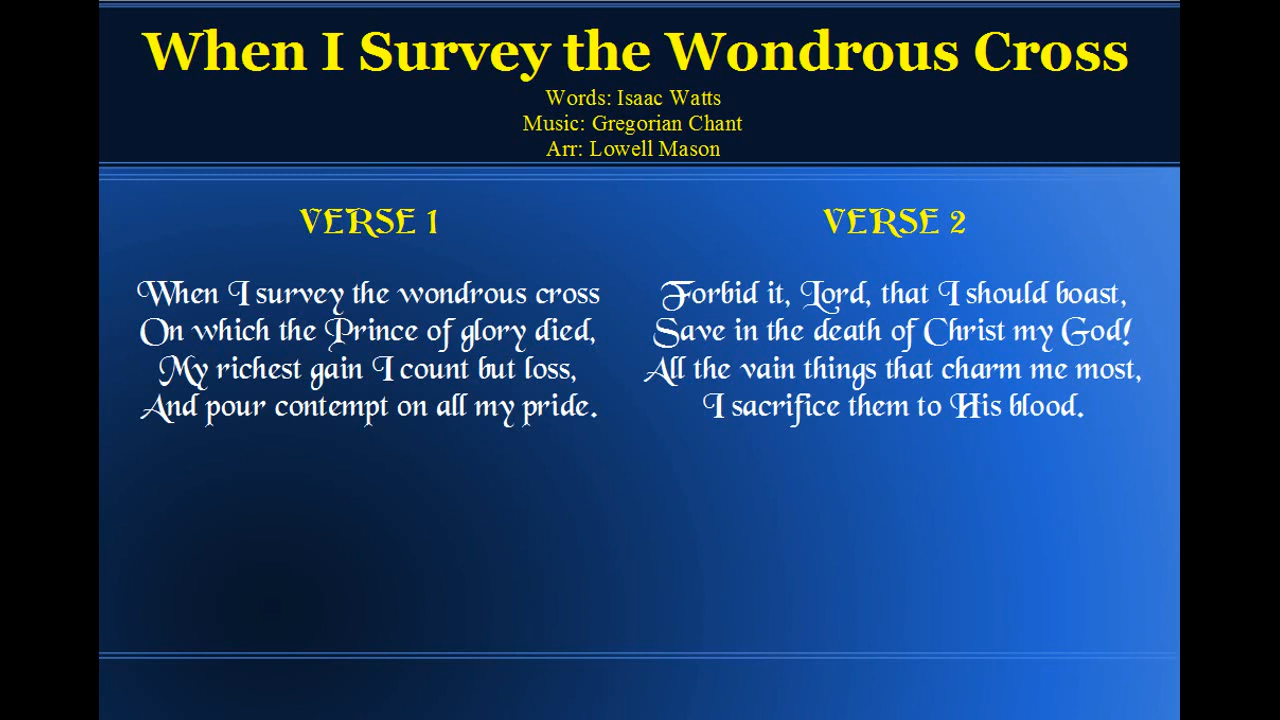 When I Survey the Wondrous Cross
Words: Isaac Watts
Music: Gregorian Chant
Arr: Lowell Mason
VERSE 1
When I survey the wondrous cross
On which the Prince of glory died,
My richest gain I count but loss,
And pour contempt on all my pride.
VERSE 2
Forbid it, Lord, that I should boast,
Save in the death of Christ my God!
All the vain things that charm me most,
I sacrifice them to His blood.